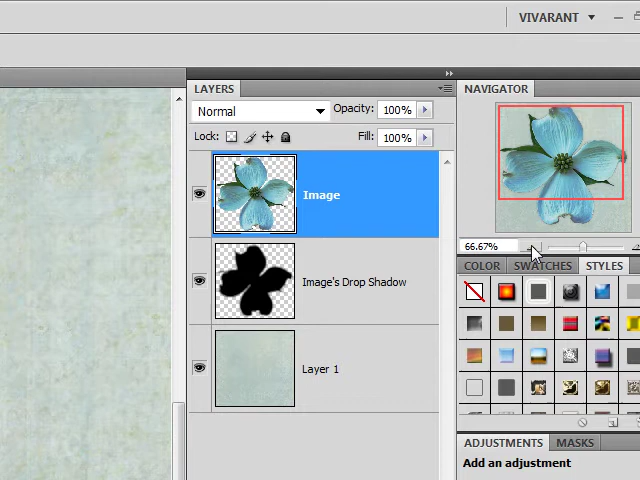 VIVARANT
LAYERS
Normal
Opacity: 100%
Lock:
Fill: 100%
Image
Image's Drop Shadow
Layer 1
NAVIGATOR
66.67%
COLOR SWATCHES STYLES
ADJUSTMENTS MASKS
Add an adjustment